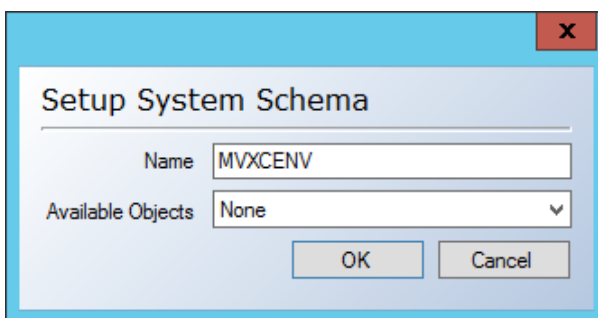 x
Setup System Schema
Name MVXCENV
Available Objects None
OK Cancel